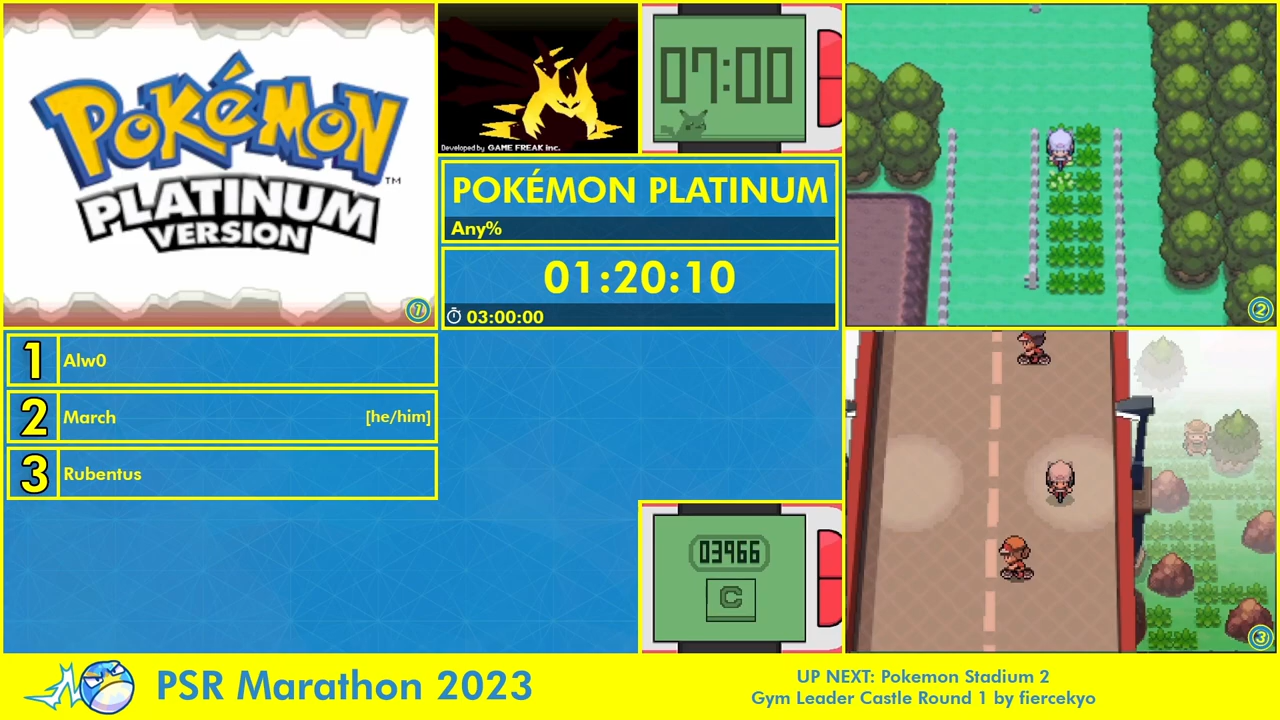 POKÉMON
PLATINUM
VERSION
TM
1
Developed by GAME FREAK inc.
07:00
POKÉMON PLATINUM
Any%
01:20:10
03:00:00
2
1 Alw0
2 March [he/him]
3 Rubentus
03966
C
3
PSR Marathon 2023
UP NEXT: Pokemon Stadium 2
Gym Leader Castle Round 1 by fiercekyo